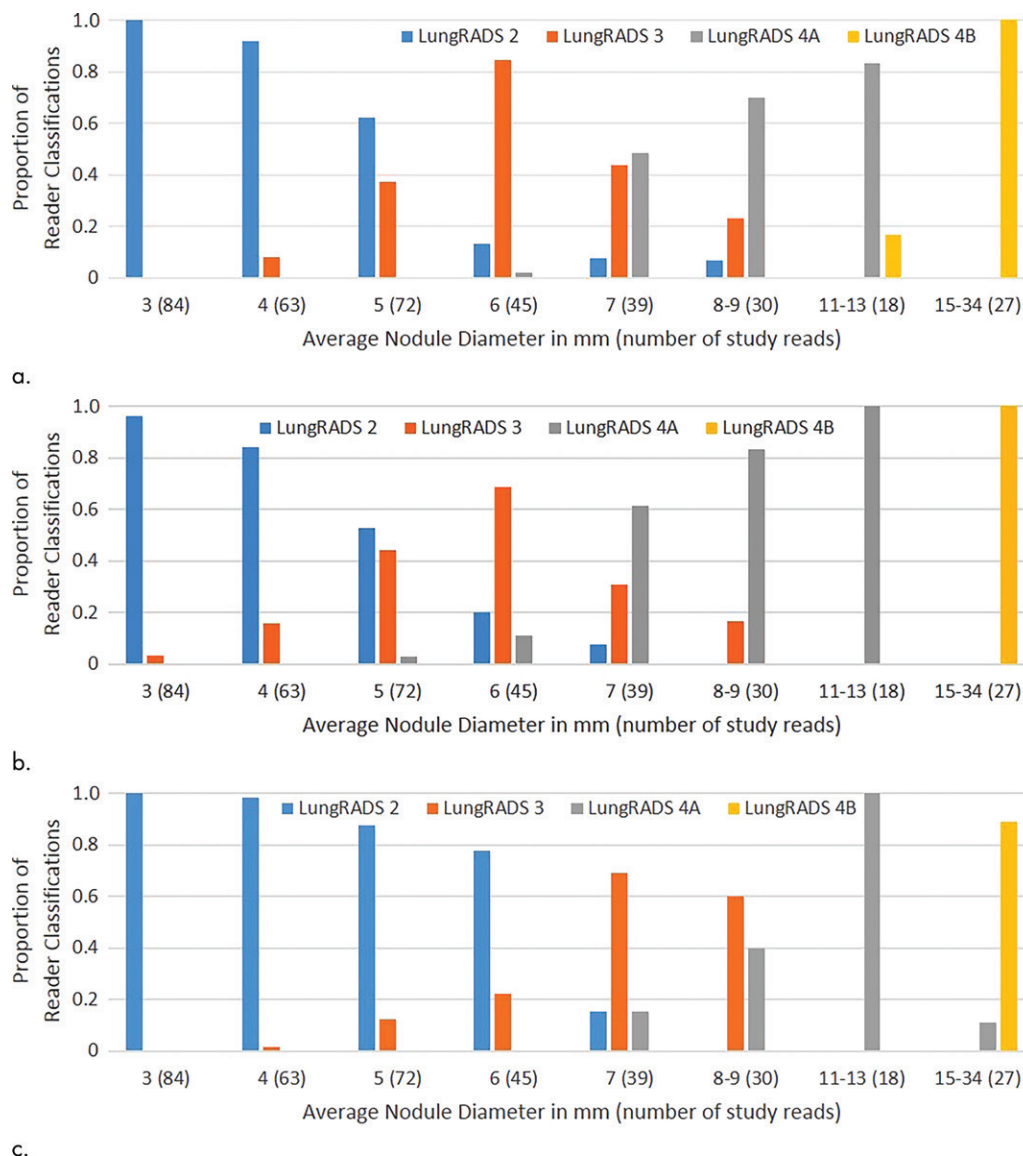 1.0
LungRADS 2 LungRADS 3 LungRADS 4A LungRADS 4B
0.8
0.6
0.4
0.2
0
Proportion of
Reader Classifications
3 (84) 4 (63) 5 (72) 6 (45) 7 (39) 8-9 (30) 11-13 (18) 15-34 (27)
Average Nodule Diameter in mm (number of study reads)
a.
1.0
LungRADS 2 LungRADS 3 LungRADS 4A LungRADS 4B
0.8
0.6
0.4
0.2
0
Proportion of
Reader Classifications
3 (84) 4 (63) 5 (72) 6 (45) 7 (39) 8-9 (30) 11-13 (18) 15-34 (27)
Average Nodule Diameter in mm (number of study reads)
b.
1.0
LungRADS 2 LungRADS 3 LungRADS 4A LungRADS 4B
0.8
0.6
0.4
0.2
0
Proportion of
Reader Classifications
3 (84) 4 (63) 5 (72) 6 (45) 7 (39) 8-9 (30) 11-13 (18) 15-34 (27)
Average Nodule Diameter in mm (number of study reads)
c.